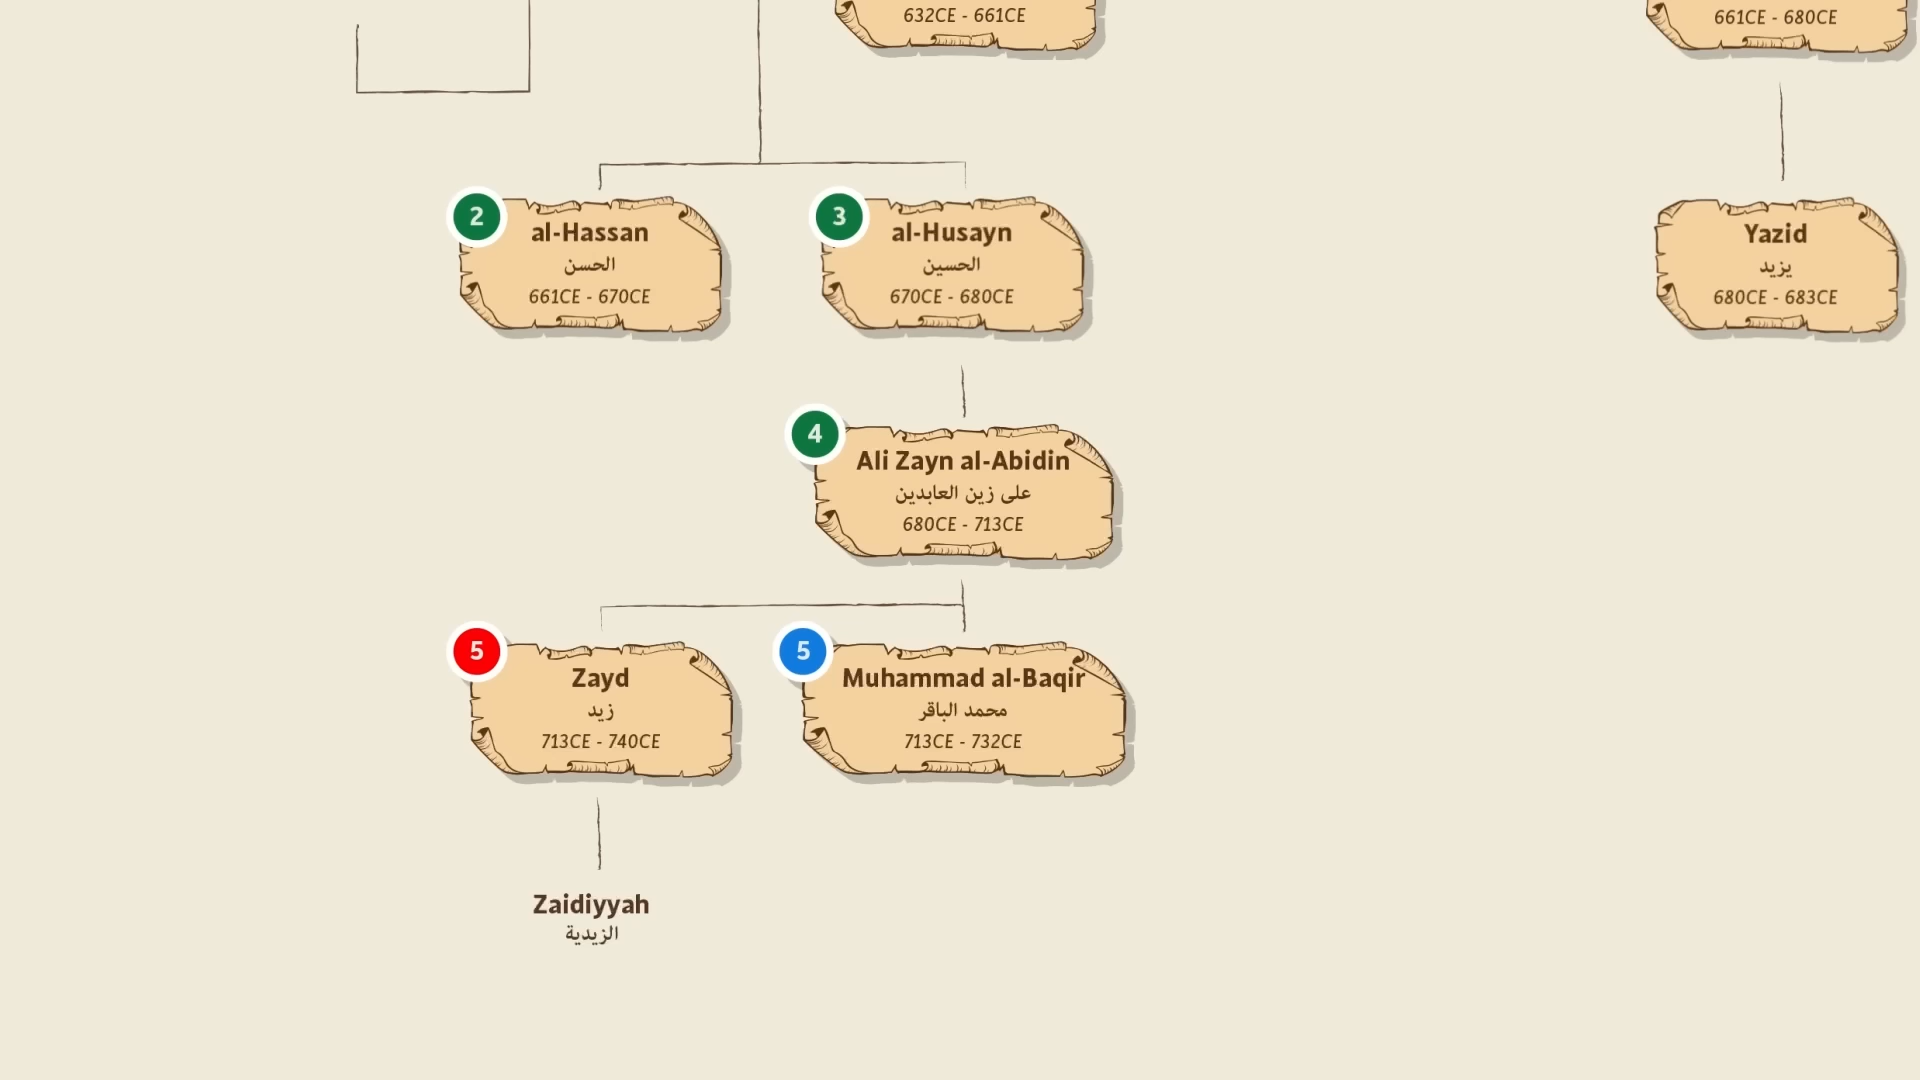 632CE - 661CE
661CE - 680CE
2
al-Hassan
الحسن
661CE - 670CE
3
al-Husayn
الحسين
670CE - 680CE
Yazid
يزيد
680CE - 683CE
4
Ali Zayn al-Abidin
على زين العابدين
680CE - 713CE
5
Zayd
زيد
713CE - 740CE
5
Muhammad al-Baqir
محمد الباقر
713CE - 732CE
Zaidiyyah
الزيدية